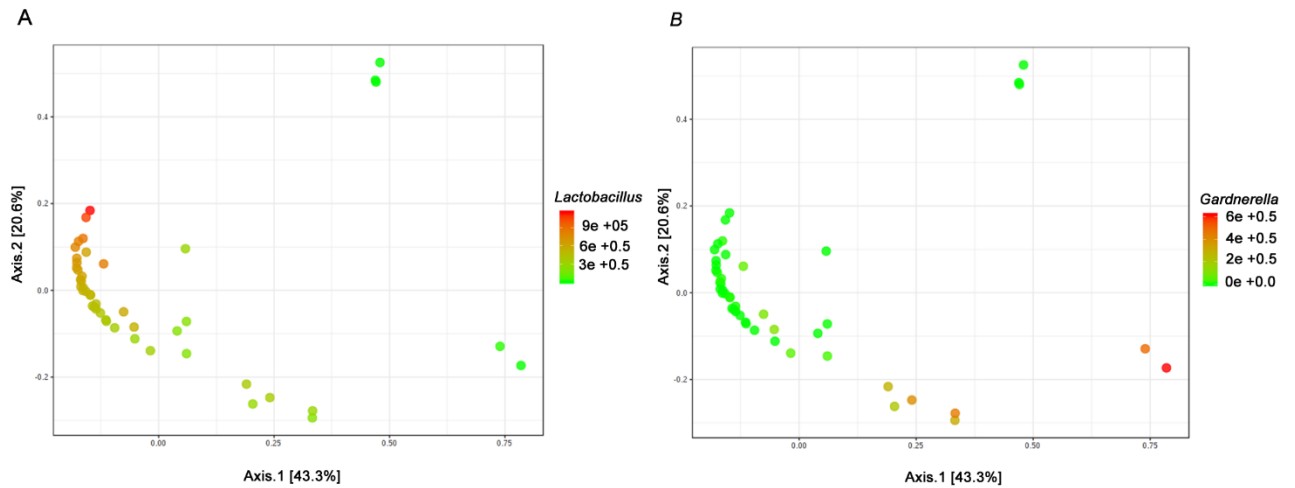 A
Axis.2 [20.6%]
0.4
0.2
0.0
-0.2
0.00
0.25
0.50
0.75
Axis.1 [43.3%]
Lactobacillus
9e +05
6e +0.5
3e +0.5
B
Axis.2 [20.6%]
0.4
0.2
0.0
-0.2
0.00
0.25
0.50
0.75
Axis.1 [43.3%]
Gardnerella
6e +0.5
4e +0.5
2e +0.5
0e +0.0